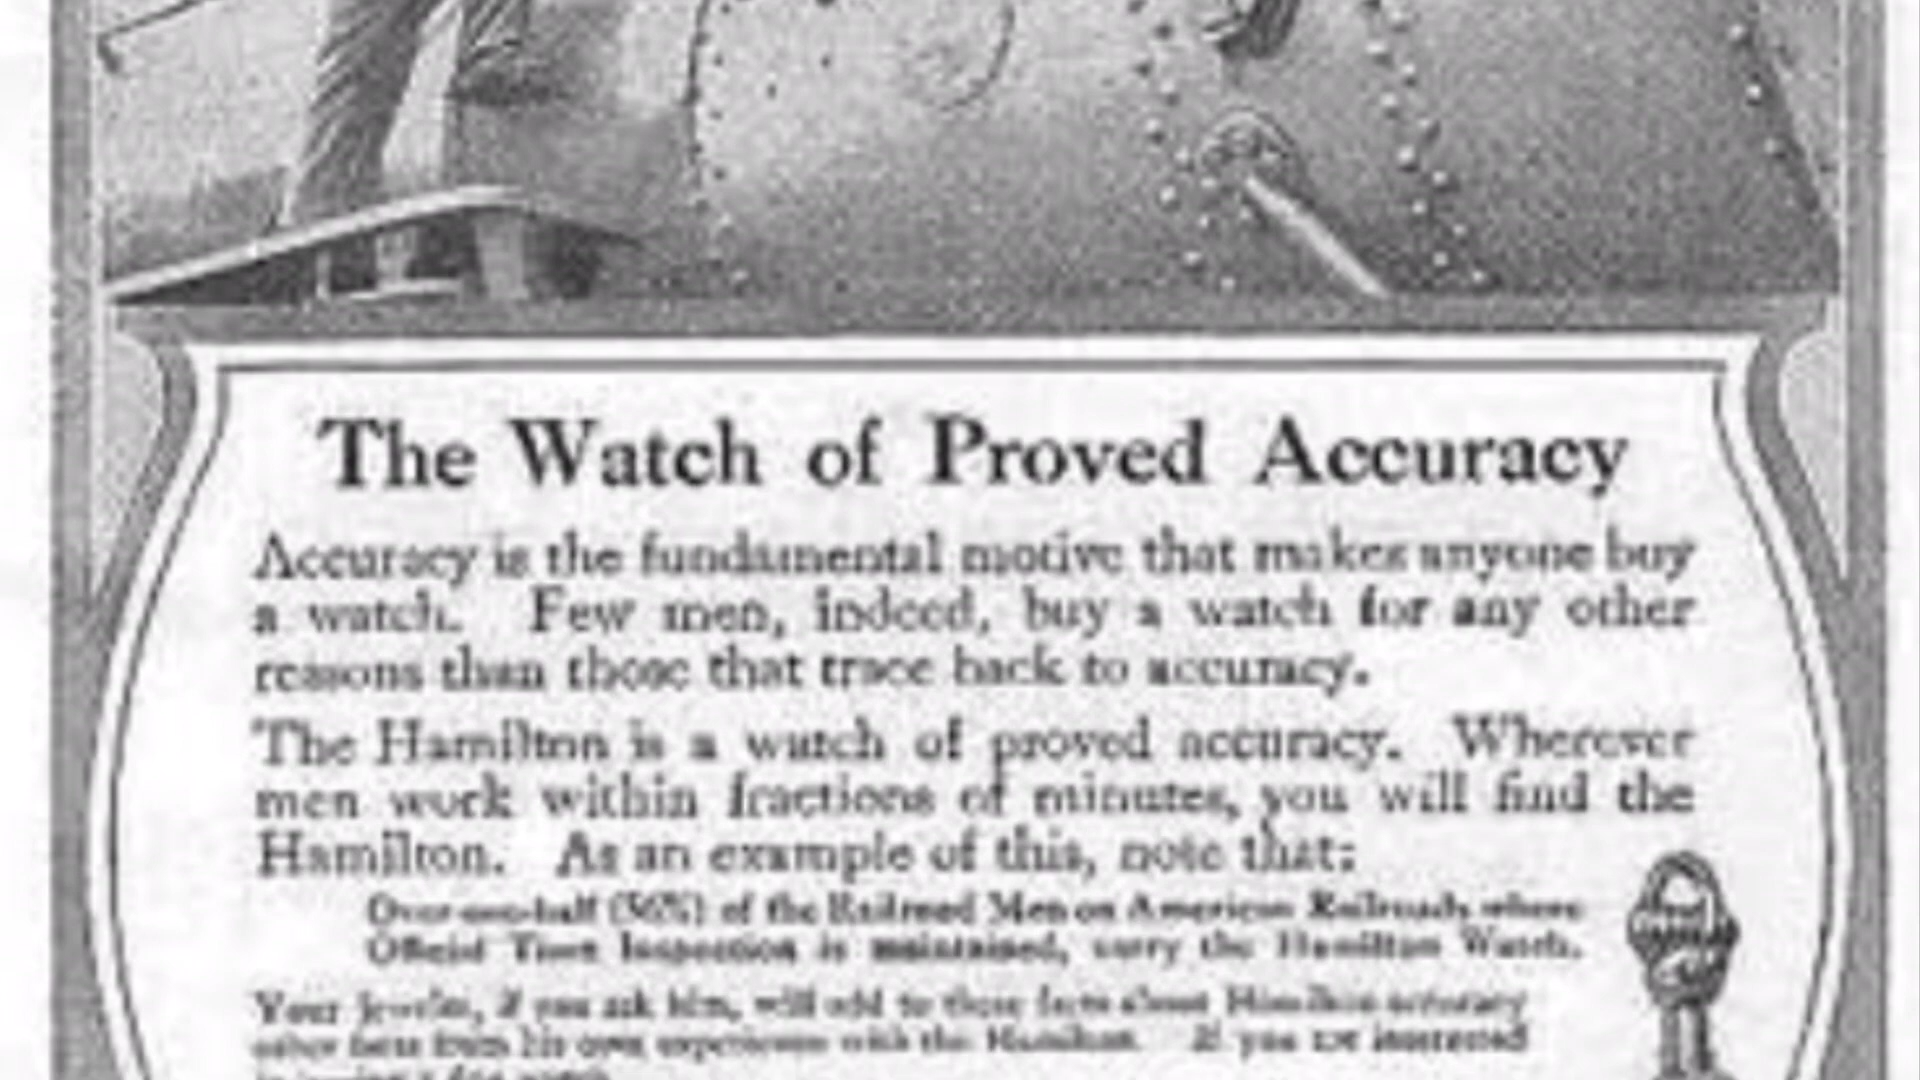 The Watch of Proved Accuracy
Accuracy is the fundamental motive that makes anyone buy
a watch. Few men, indeed, buy a watch for any other
reasons than those that trace back to accuracy.
The Hamilton is a watch of proved accuracy. Wherever
men work within fractions of minutes, you will find the
Hamilton. As an example of this, note that:
Over one-half (56%) of the Railroad Men on American Railroads where
Official Time Inspection is maintained, carry the Hamilton Watch.
Your jeweler, if you ask him, will add to these facts about Hamilton accuracy
other facts from his own experience with the Hamilton. If you are interested